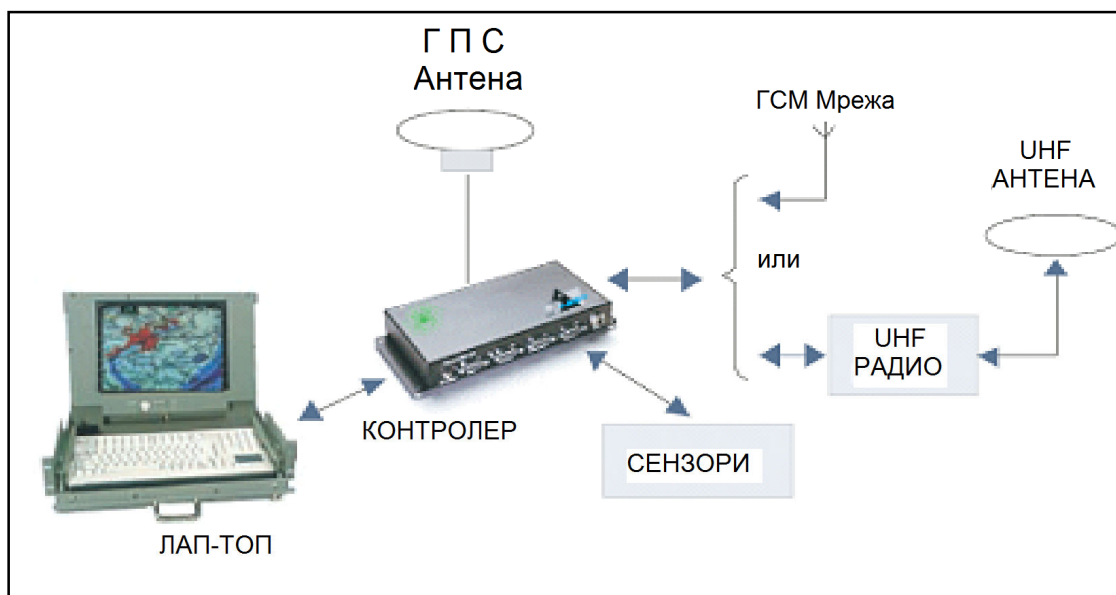 Г П С
Антена
ГСМ Мрежа
UHF
АНТЕНА
или
UHF
РАДИО
КОНТРОЛЕР
СЕНЗОРИ
ЛАП-ТОП